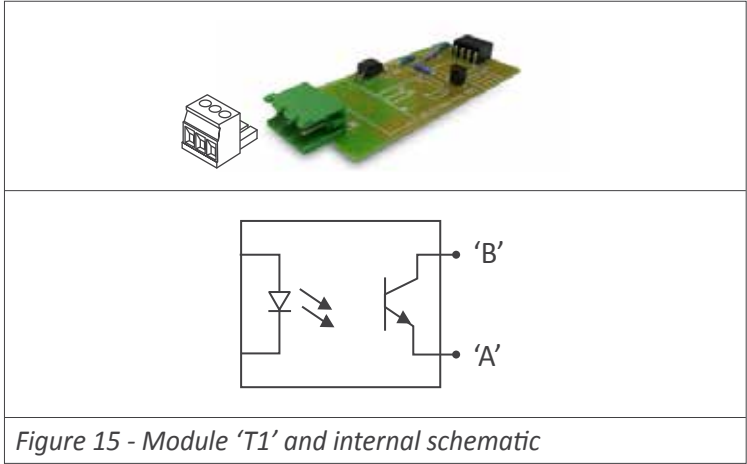 ‘B’
‘A’
Figure 15 - Module ‘T1’ and internal schematic